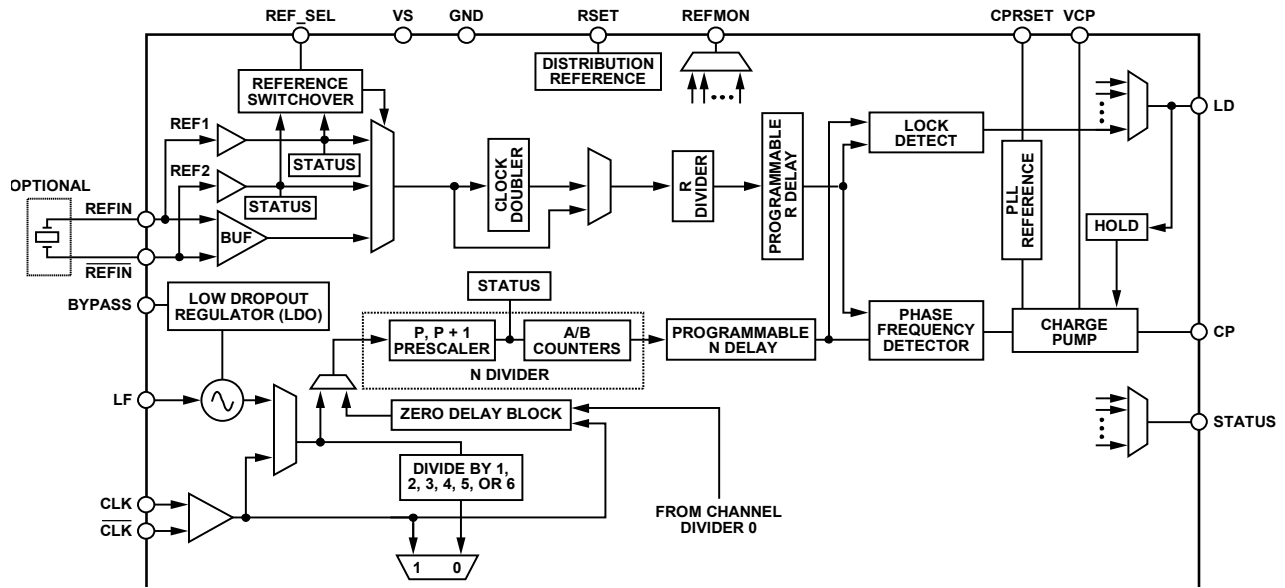 REF_SEL
VS
GND
RSET
REFMON
CPRSET
VCP
DISTRIBUTION
REFERENCE
REFERENCE
SWITCHOVER
LD
REF1
STATUS
LOCK
DETECT
REF2
STATUS
CLOCK
DOUBLER
R
DIVIDER
PROGRAMMABLE
R DELAY
PLL
REFERENCE
OPTIONAL
REFIN
BUF
HOLD
REFIN
BYPASS
LOW DROPOUT
REGULATOR (LDO)
STATUS
P, P + 1
PRESCALER
A/B
COUNTERS
N DIVIDER
PROGRAMMABLE
N DELAY
PHASE
FREQUENCY
DETECTOR
CHARGE
PUMP
CP
LF
ZERO DELAY BLOCK
STATUS
DIVIDE BY 1,
2, 3, 4, 5, OR 6
CLK
CLK
FROM CHANNEL
DIVIDER 0
1 0